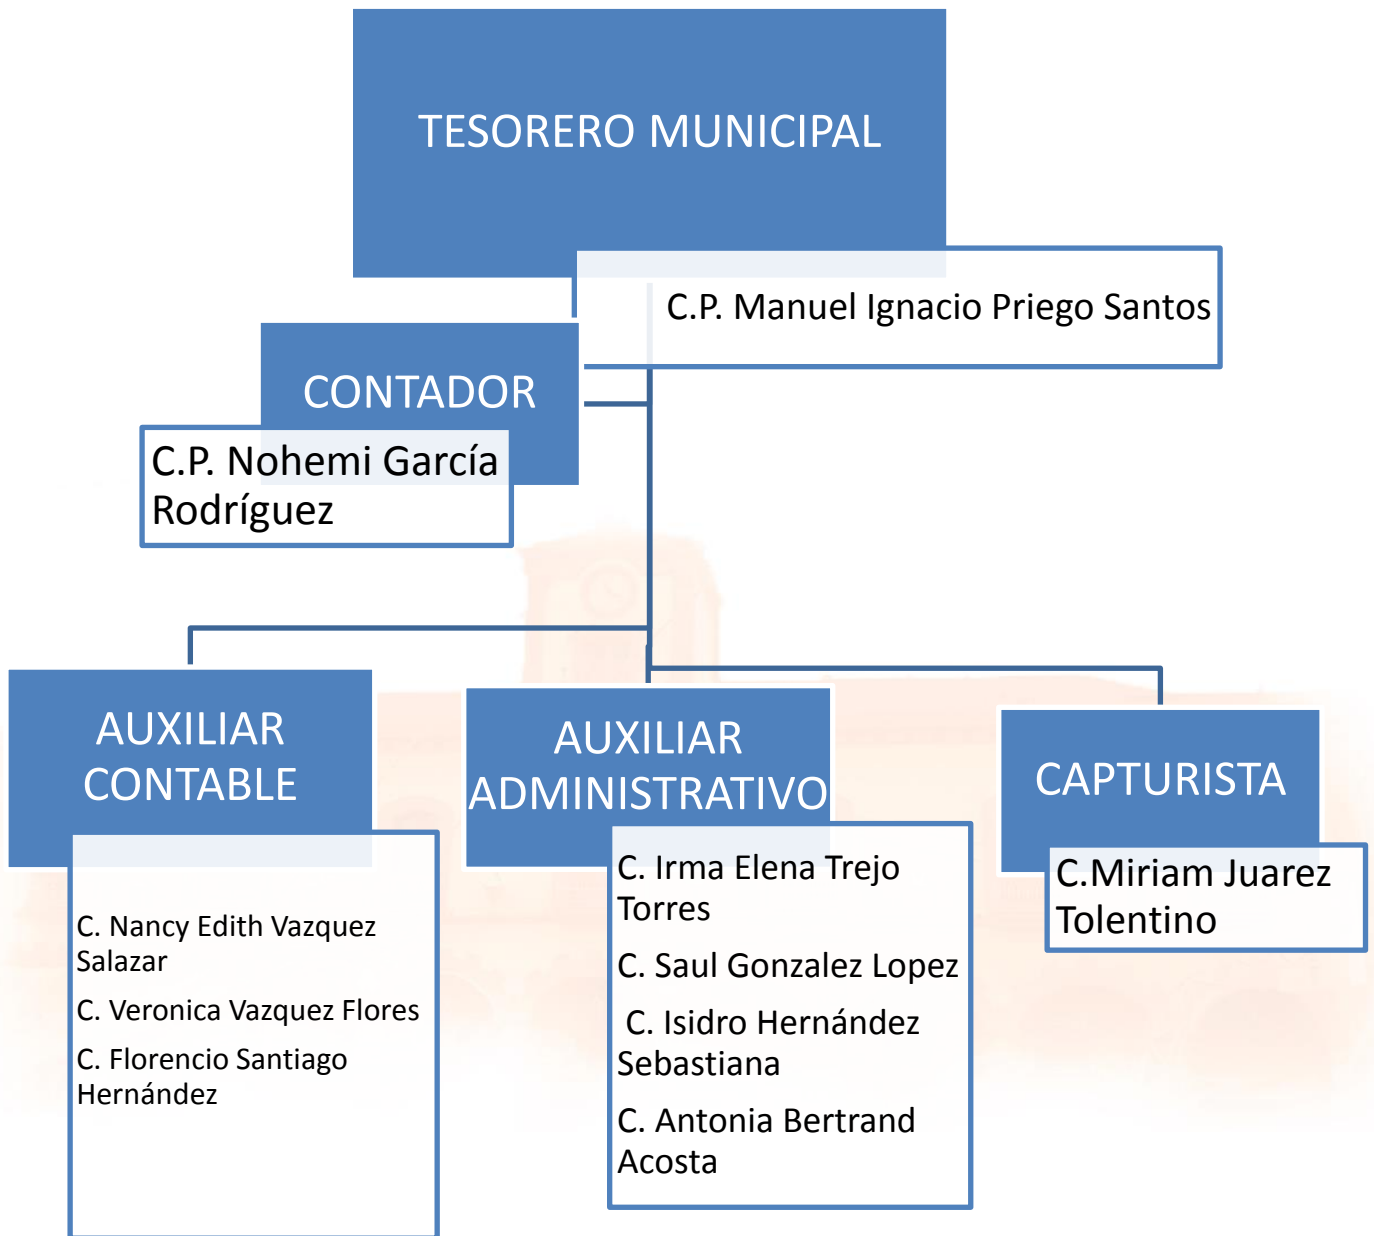 TESORERO MUNICIPAL
C.P. Manuel Ignacio Priego Santos
CONTADOR
C.P. Nohemi García
Rodríguez
AUXILIAR
CONTABLE
C. Nancy Edith Vazquez
Salazar
C. Veronica Vazquez Flores
C. Florencio Santiago
Hernández
AUXILIAR
ADMINISTRATIVO
C. Irma Elena Trejo
Torres
C. Saul Gonzalez Lopez
C. Isidro Hernández
Sebastiana
C. Antonia Bertrand
Acosta
CAPTURISTA
C.Miriam Juarez
Tolentino